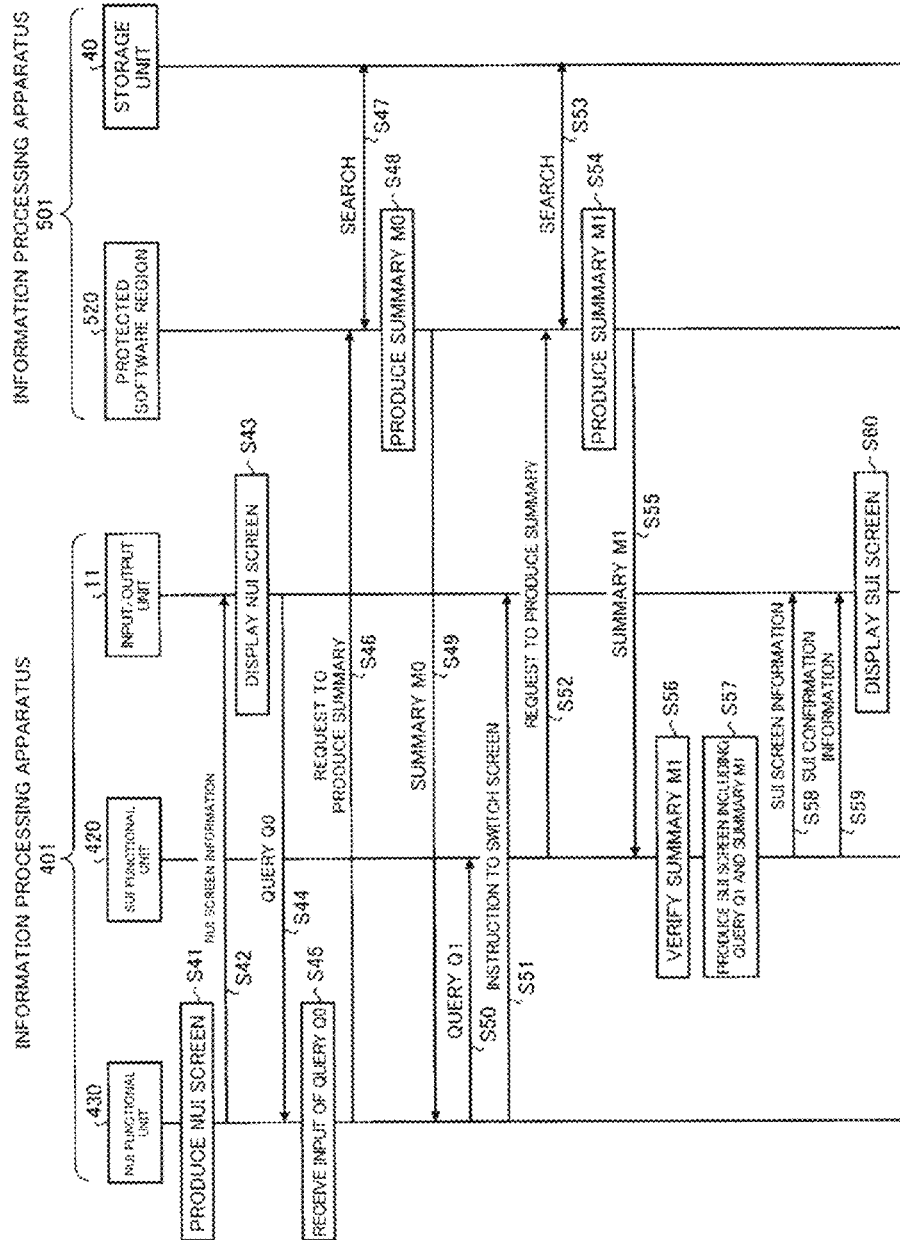 INFORMATION PROCESSING APPARATUS
401
INFORMATION PROCESSING APPARATUS
501
430
NUI FUNCTIONAL
UNIT
420
SUI FUNCTIONAL
UNIT
11
INPUT/OUTPUT
UNIT
520
PROTECTED
SOFTWARE REGION
40
STORAGE
UNIT
PRODUCE NUI SCREEN
S41
NUI SCREEN INFORMATION
S42
DISPLAY NUI SCREEN
S43
QUERY Q0
S44
RECEIVE INPUT OF QUERY Q0
S45
REQUEST TO
PRODUCE SUMMARY
S46
SEARCH
S47
PRODUCE SUMMARY M0
S48
SUMMARY M0
S49
QUERY Q1
S50
INSTRUCTION TO SWITCH SCREEN
S51
REQUEST TO PRODUCE SUMMARY
S52
SEARCH
S53
PRODUCE SUMMARY M1
S54
SUMMARY M1
S55
VERIFY SUMMARY M1
S56
PRODUCE SUI SCREEN INCLUDING
QUERY Q1 AND SUMMARY M1
S57
SUI SCREEN INFORMATION
S58
SUI CONFIRMATION
INFORMATION
S59
DISPLAY SUI SCREEN
S60